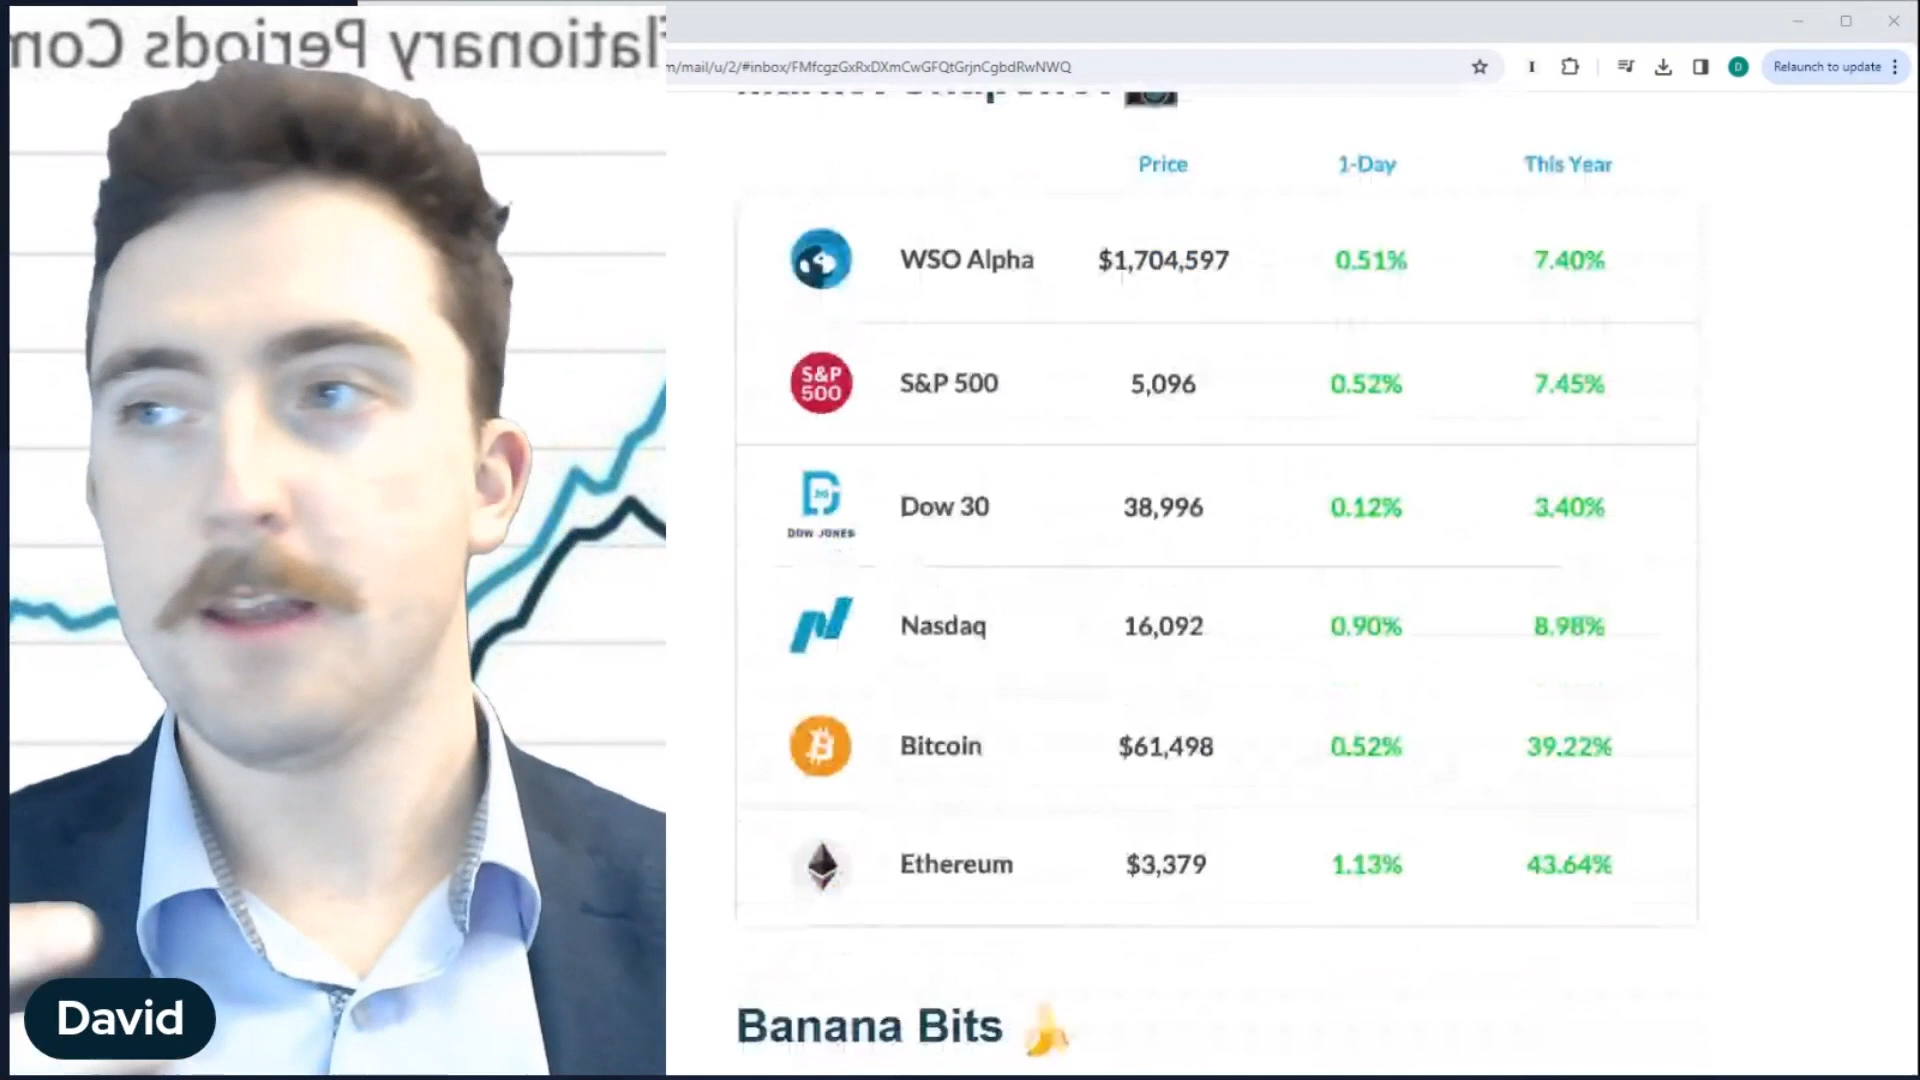 flationary Periods Com
m/mail/u/2/#inbox/FMfcgzGxRxDXmCwGFQtGrjnCgbdRwNWQ
I
D
Relaunch to update
Price 1-Day This Year
WSO Alpha $1,704,597 0.51% 7.40%
S&P
500
S&P 500 5,096 0.52% 7.45%
DOW JONES
Dow 30 38,996 0.12% 3.40%
Nasdaq 16,092 0.90% 8.98%
Bitcoin $61,498 0.52% 39.22%
Ethereum $3,379 1.13% 43.64%
David
Banana Bits